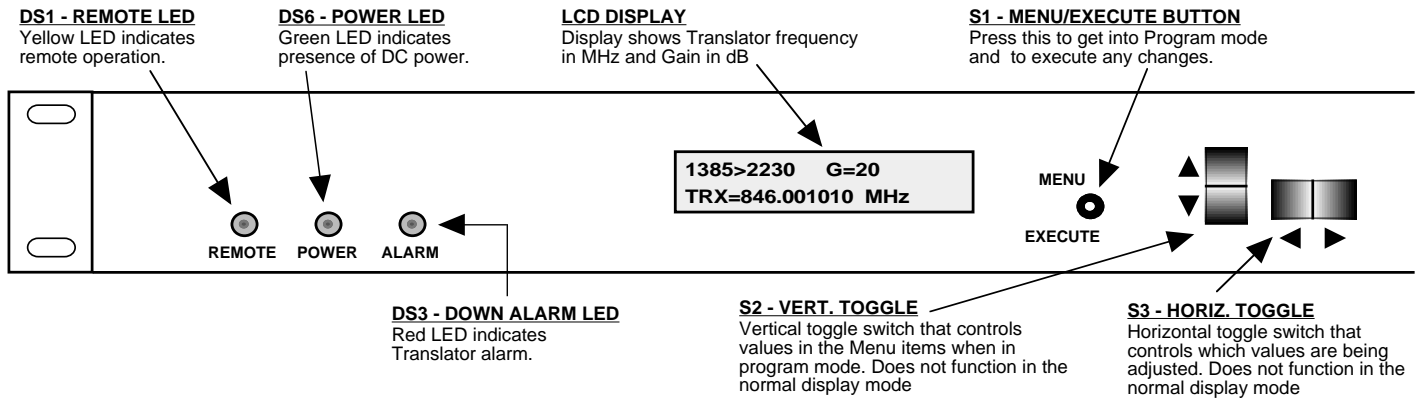 DS1 - REMOTE LED
Yellow LED indicates
remote operation.
DS6 - POWER LED
Green LED indicates
presence of DC power.
LCD DISPLAY
Display shows Translator frequency
in MHz and Gain in dB
S1 - MENU/EXECUTE BUTTON
Press this to get into Program mode
and to execute any changes.
1385>2230 G=20
TRX=846.001010 MHz
MENU
EXECUTE
REMOTE POWER ALARM
DS3 - DOWN ALARM LED
Red LED indicates
Translator alarm.
S2 - VERT. TOGGLE
Vertical toggle switch that controls
values in the Menu items when in
program mode. Does not function in the
normal display mode
S3 - HORIZ. TOGGLE
Horizontal toggle switch that
controls which values are being
adjusted. Does not function in the
normal display mode